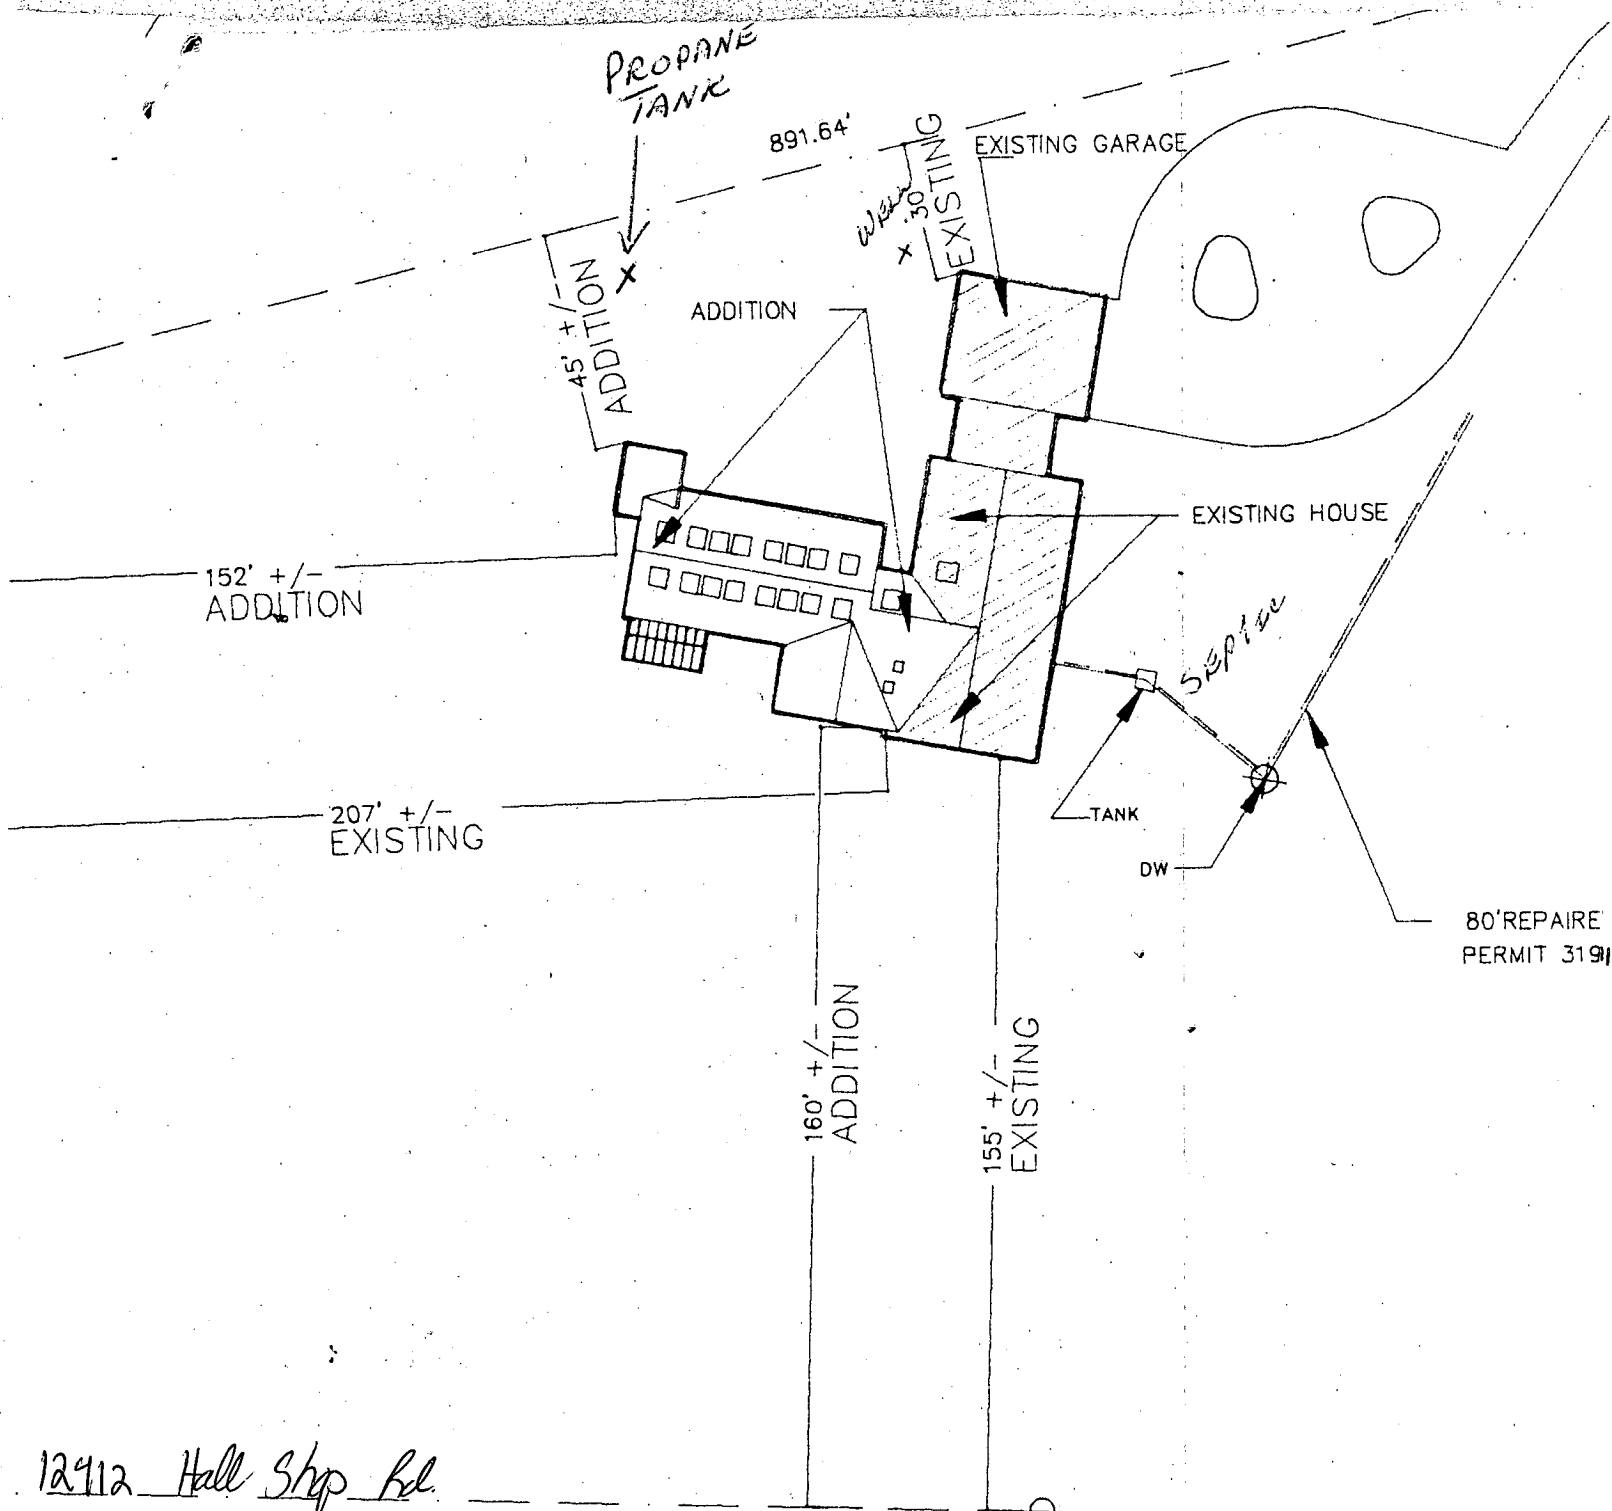 PROPANE
TANK
891.64'
EXISTING GARAGE
WELL
30
EXISTING
45' +/-
ADDITION
ADDITION
EXISTING HOUSE
152' +/-
ADDITION
SEPTIC
207' +/-
EXISTING
TANK
DW
80'REPAIRE
PERMIT 319
160' +/-
ADDITION
155' +/-
EXISTING
12912 Hall Shop Rd.